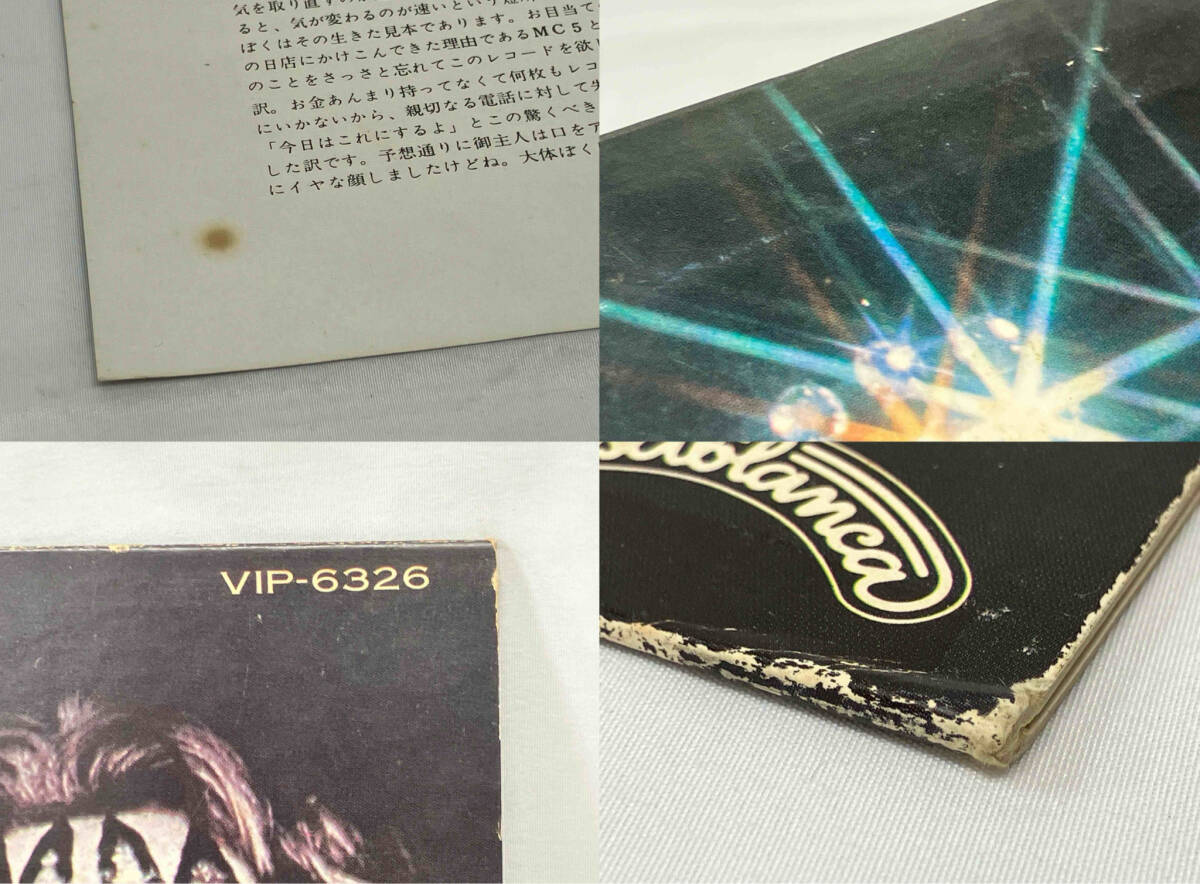 気を取り直すのが
ると、気が変わるのが速いという短所
ぼくはその生きた見本であります。お目当て
の日店にかけこんできた理由であるMC5と
のことをさっさと忘れてこのレコードを欲し
訳。お金あんまり持ってなくて何枚もレコ
にいかないから、親切なる電話に対して失
「今日はこれにするよ」とこの驚くべき
した訳です。予想通りに御主人は口をア
にイヤな顔しましたけどね。大体ぼく
ablanca
VIP-6326